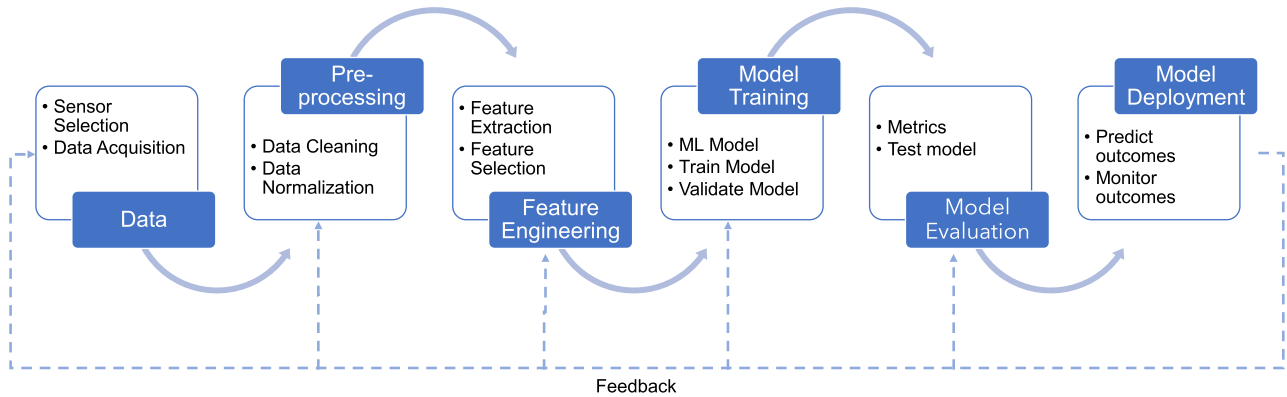 • Sensor
Selection
• Data Acquisition
Data
Pre-
processing
• Data Cleaning
• Data
Normalization
• Feature
Extraction
• Feature
Selection
Feature
Engineering
Model
Training
• ML Model
• Train Model
• Validate Model
• Metrics
• Test model
Model
Evaluation
Model
Deployment
• Predict
outcomes
• Monitor
outcomes
Feedback